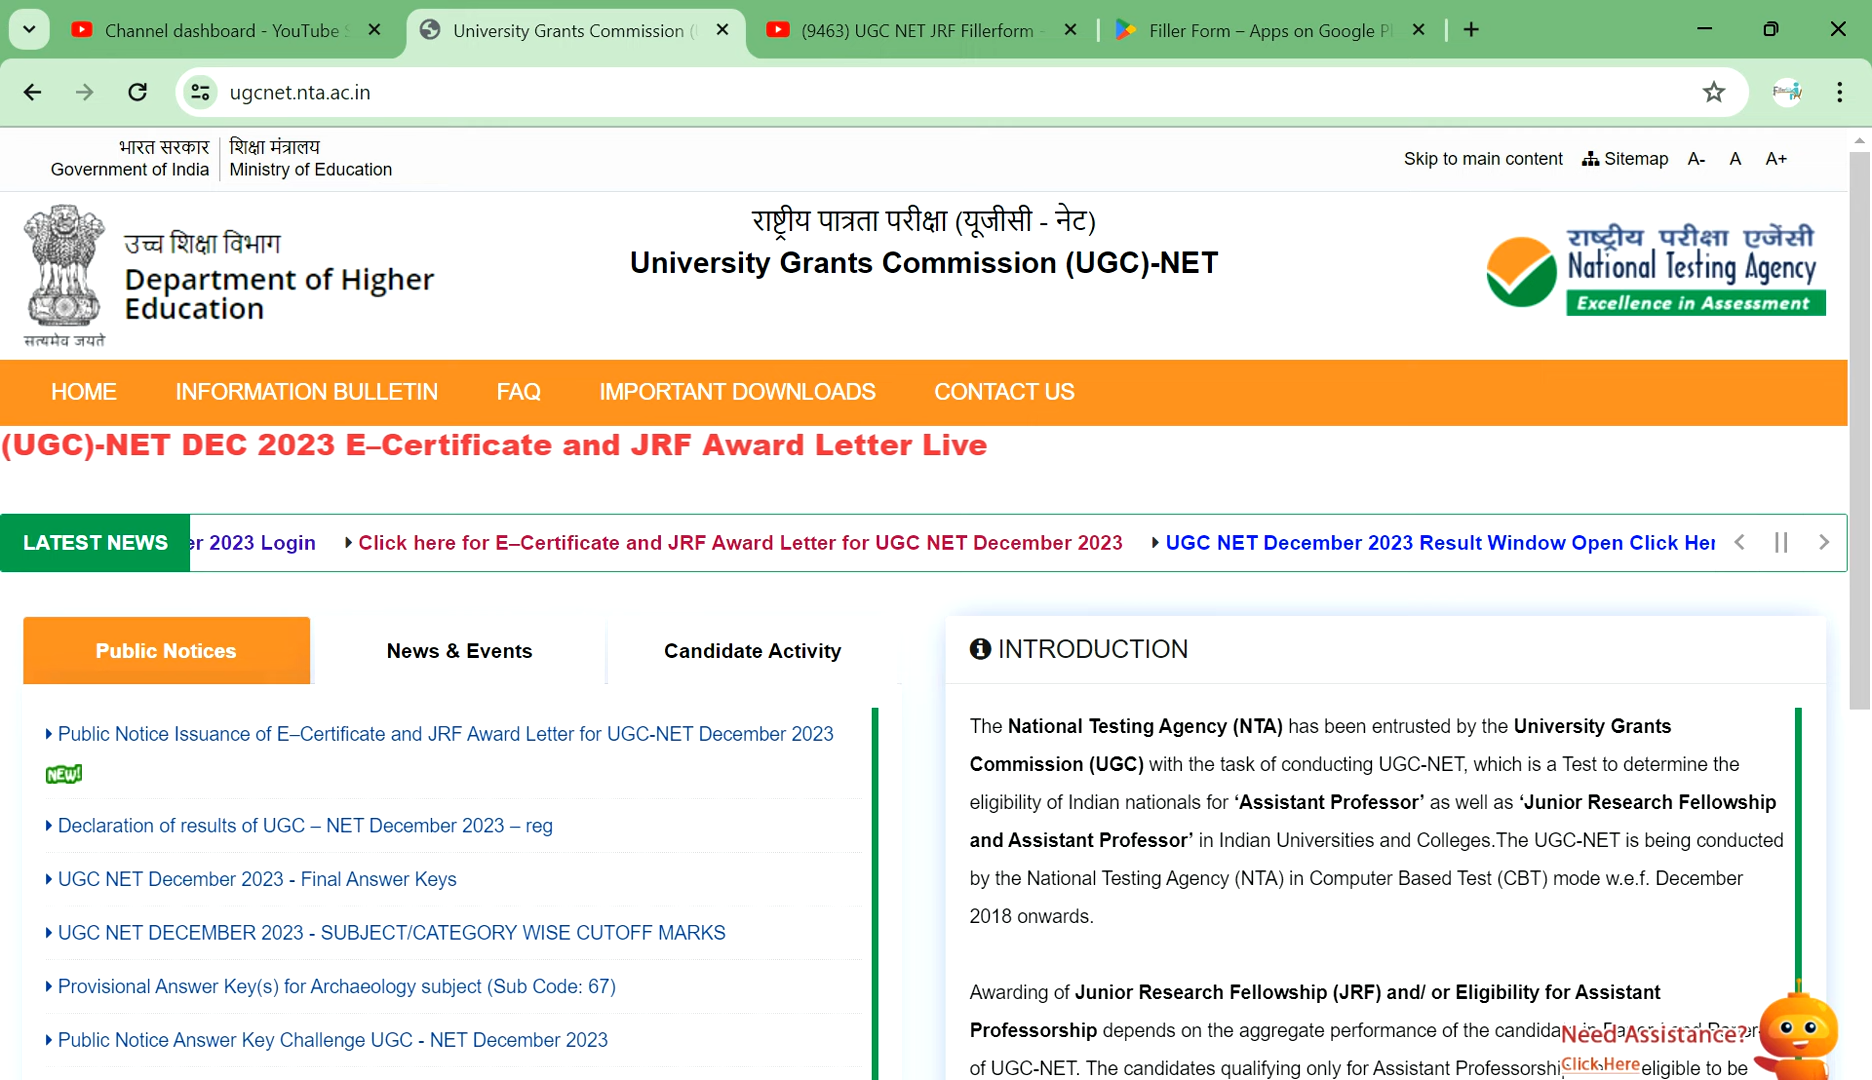 Channel dashboard - YouTube S
University Grants Commission (
(9463) UGC NET JRF Fillerform -
Filler Form – Apps on Google Pl
ugcnet.nta.ac.in
भारत सरकार
Government of India
शिक्षा मंत्रालय
Ministry of Education
Skip to main content
Sitemap
A-
A
A+
सत्यमेव जयते
उच्च शिक्षा विभाग
Department of Higher
Education
राष्ट्रीय पात्रता परीक्षा (यूजीसी - नेट)
University Grants Commission (UGC)-NET
राष्ट्रीय परीक्षा एजेंसी
National Testing Agency
Excellence in Assessment
HOME
INFORMATION BULLETIN
FAQ
IMPORTANT DOWNLOADS
CONTACT US
(UGC)-NET DEC 2023 E–Certificate and JRF Award Letter Live
LATEST NEWS
er 2023 Login
Click here for E–Certificate and JRF Award Letter for UGC NET December 2023
UGC NET December 2023 Result Window Open Click Her
Public Notices
News & Events
Candidate Activity
Public Notice Issuance of E–Certificate and JRF Award Letter for UGC-NET December 2023
NEW!
Declaration of results of UGC – NET December 2023 – reg
UGC NET December 2023 - Final Answer Keys
UGC NET DECEMBER 2023 - SUBJECT/CATEGORY WISE CUTOFF MARKS
Provisional Answer Key(s) for Archaeology subject (Sub Code: 67)
Public Notice Answer Key Challenge UGC - NET December 2023
INTRODUCTION
The National Testing Agency (NTA) has been entrusted by the University Grants
Commission (UGC) with the task of conducting UGC-NET, which is a Test to determine the
eligibility of Indian nationals for ‘Assistant Professor’ as well as ‘Junior Research Fellowship
and Assistant Professor’ in Indian Universities and Colleges.The UGC-NET is being conducted
by the National Testing Agency (NTA) in Computer Based Test (CBT) mode w.e.f. December
2018 onwards.
Awarding of Junior Research Fellowship (JRF) and/ or Eligibility for Assistant
Professorship depends on the aggregate performance of the
of UGC-NET. The candidates qualifying only for Assistant eligible to be
Need Assistance?
Click Here